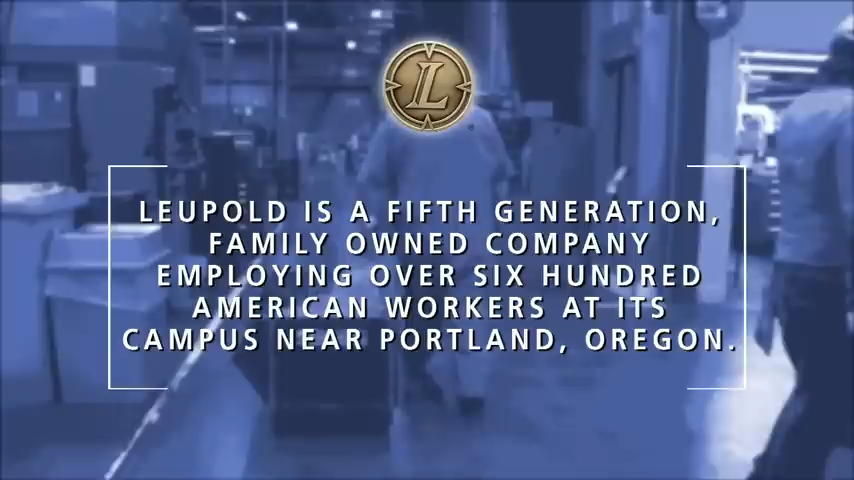 L
LEUPOLD IS A FIFTH GENERATION,
FAMILY OWNED COMPANY
EMPLOYING OVER SIX HUNDRED
AMERICAN WORKERS AT ITS
CAMPUS NEAR PORTLAND, OREGON.